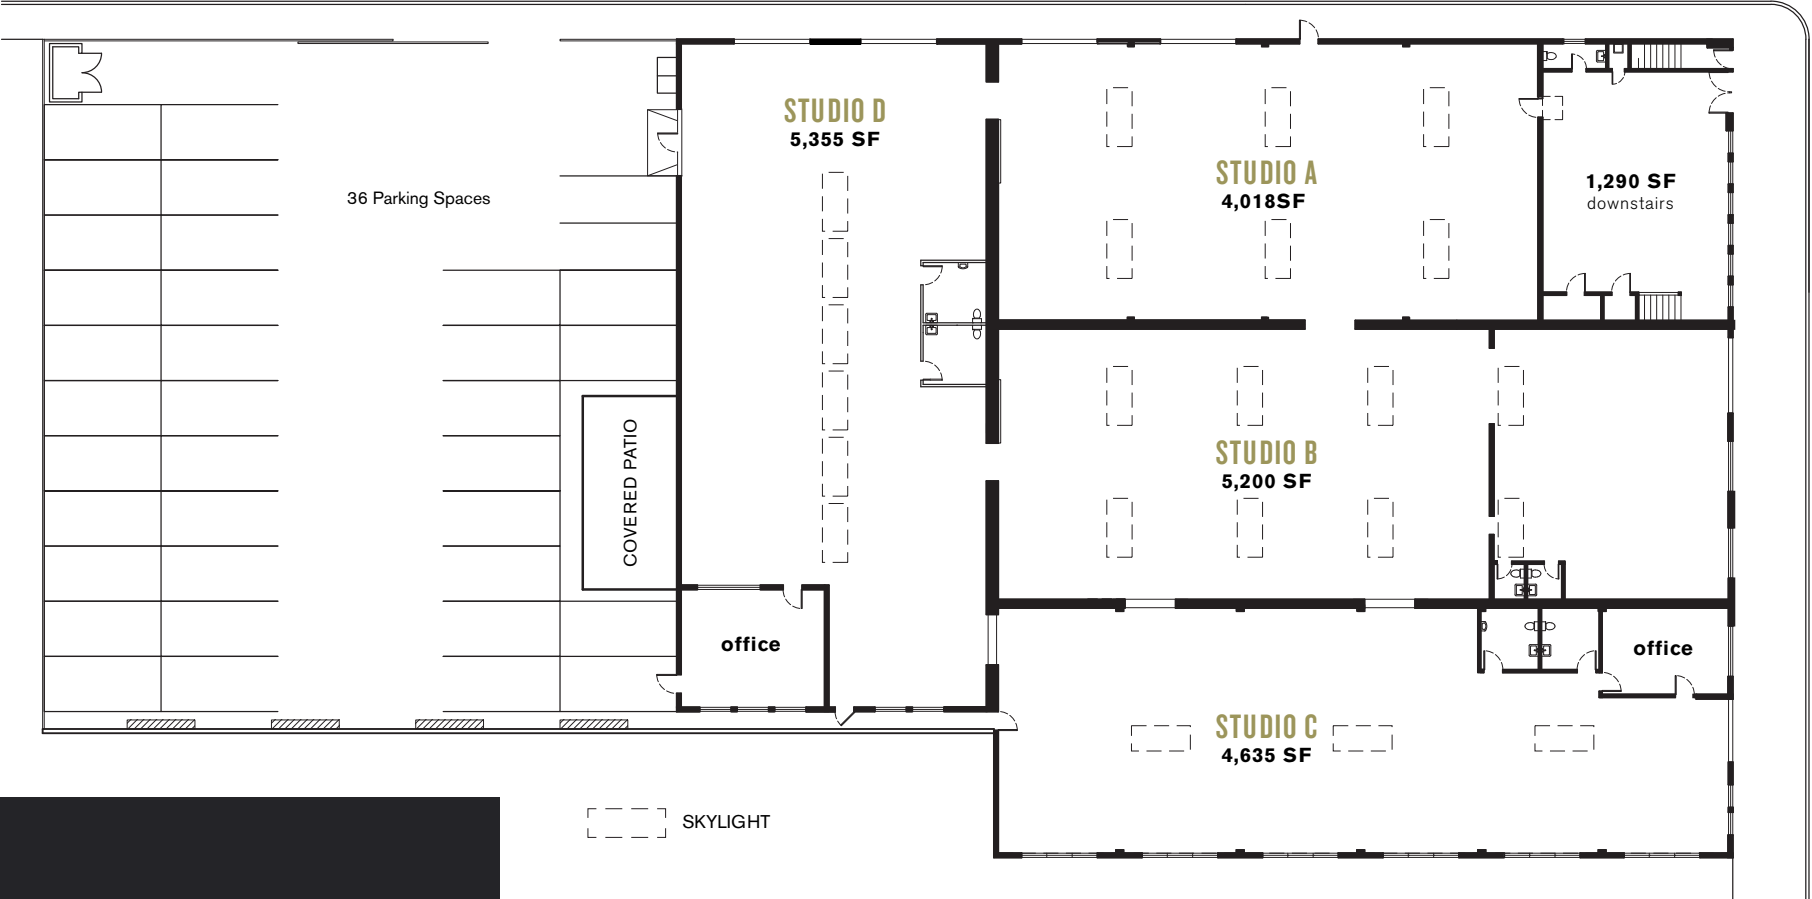 STUDIO D
5,355 SF
36 Parking Spaces
STUDIO A
4,018SF
1,290 SF
downstairs
COVERED PATIO
STUDIO B
5,200 SF
office
office
STUDIO C
4,635 SF
SKYLIGHT